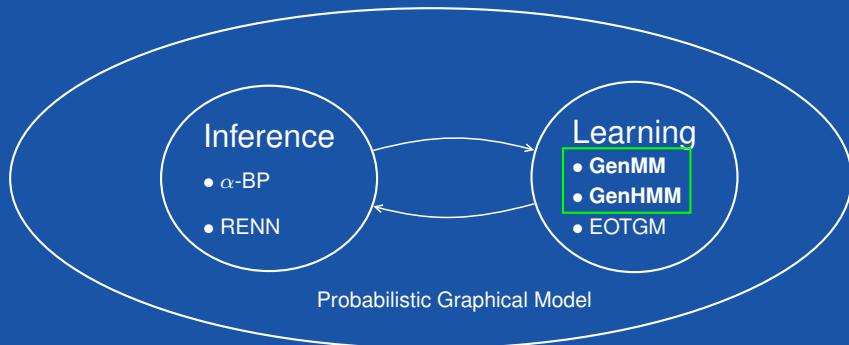 Inference
● α-BP
● RENN
Learning
● GenMM
● GenHMM
● EOTGM
Probabilistic Graphical Model